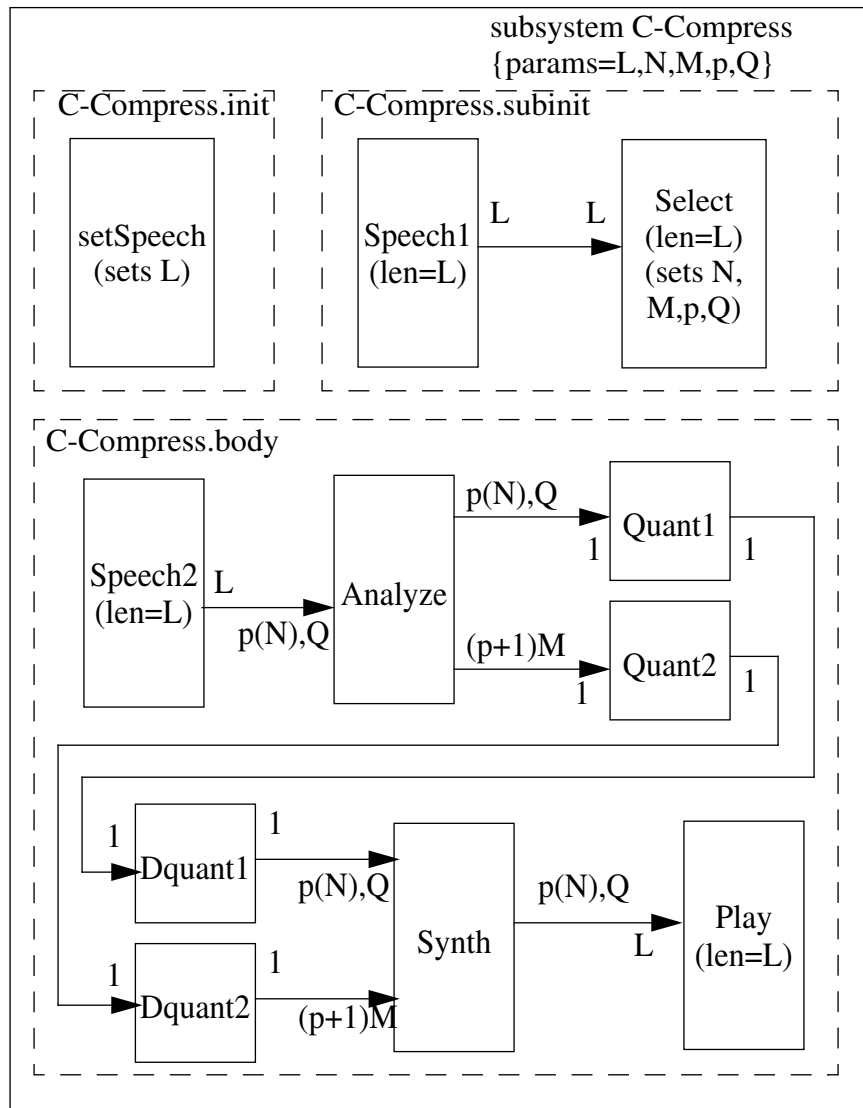 subsystem C-Compress
{params=L,N,M,p,Q}
C-Compress.init
setSpeech
(sets L)
C-Compress.subinit
Speech1
(len=L)
L
L
Select
(len=L)
(sets N,
M,p,Q)
C-Compress.body
Speech2
(len=L)
L
p(N),Q
Analyze
p(N),Q
1
Quant1
1
(p+1)M
1
Quant2
1
1
Dquant1
1
p(N),Q
1
Dquant2
1
(p+1)M
Synth
p(N),Q
L
Play
(len=L)